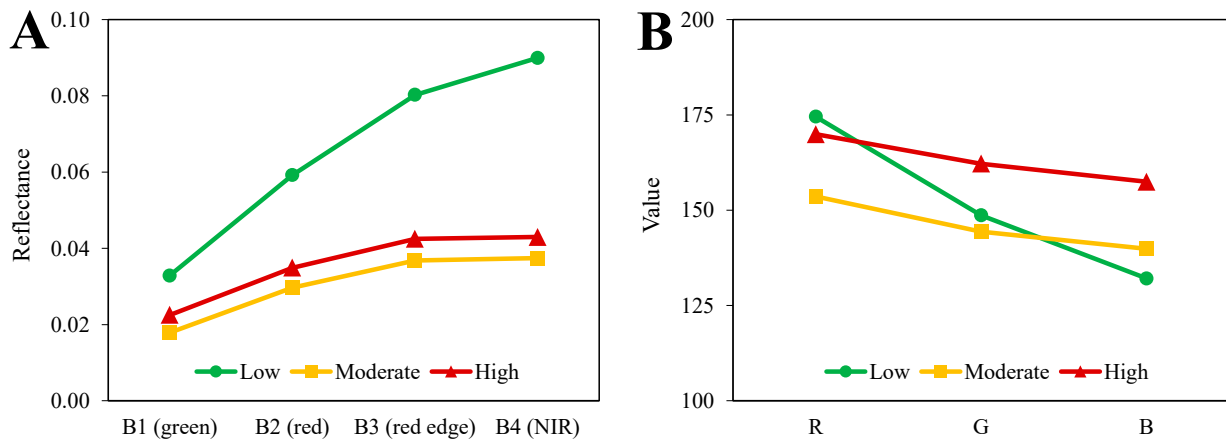 A
Reflectance
0.10
0.08
0.06
0.04
0.02
0.00
Low Moderate High
B1 (green) B2 (red) B3 (red edge) B4 (NIR)
B
Value
200
175
150
125
100
Low Moderate High
R G B